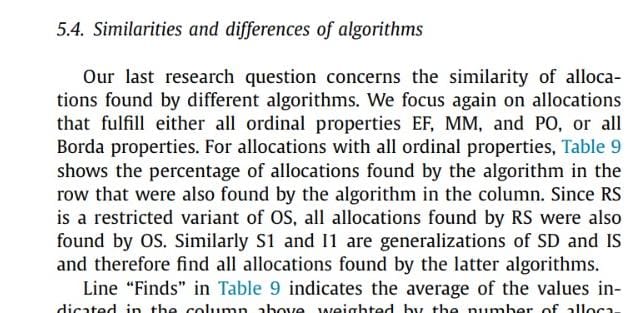 5.4. Similarities and differences of algorithms
Our last research question concerns the similarity of alloca-
tions found by different algorithms. We focus again on allocations
that fulfill either all ordinal properties EF, MM, and PO, or all
Borda properties. For allocations with all ordinal properties, Table 9
shows the percentage of allocations found by the algorithm in the
row that were also found by the algorithm in the column. Since RS
is a restricted variant of OS, all allocations found by RS were also
found by OS. Similarly S1 and I1 are generalizations of SD and IS
and therefore find all allocations found by the latter algorithms.
Line “Finds” in Table 9 indicates the average of the values in-
dicated in the column above, weighted by the number of alloca-